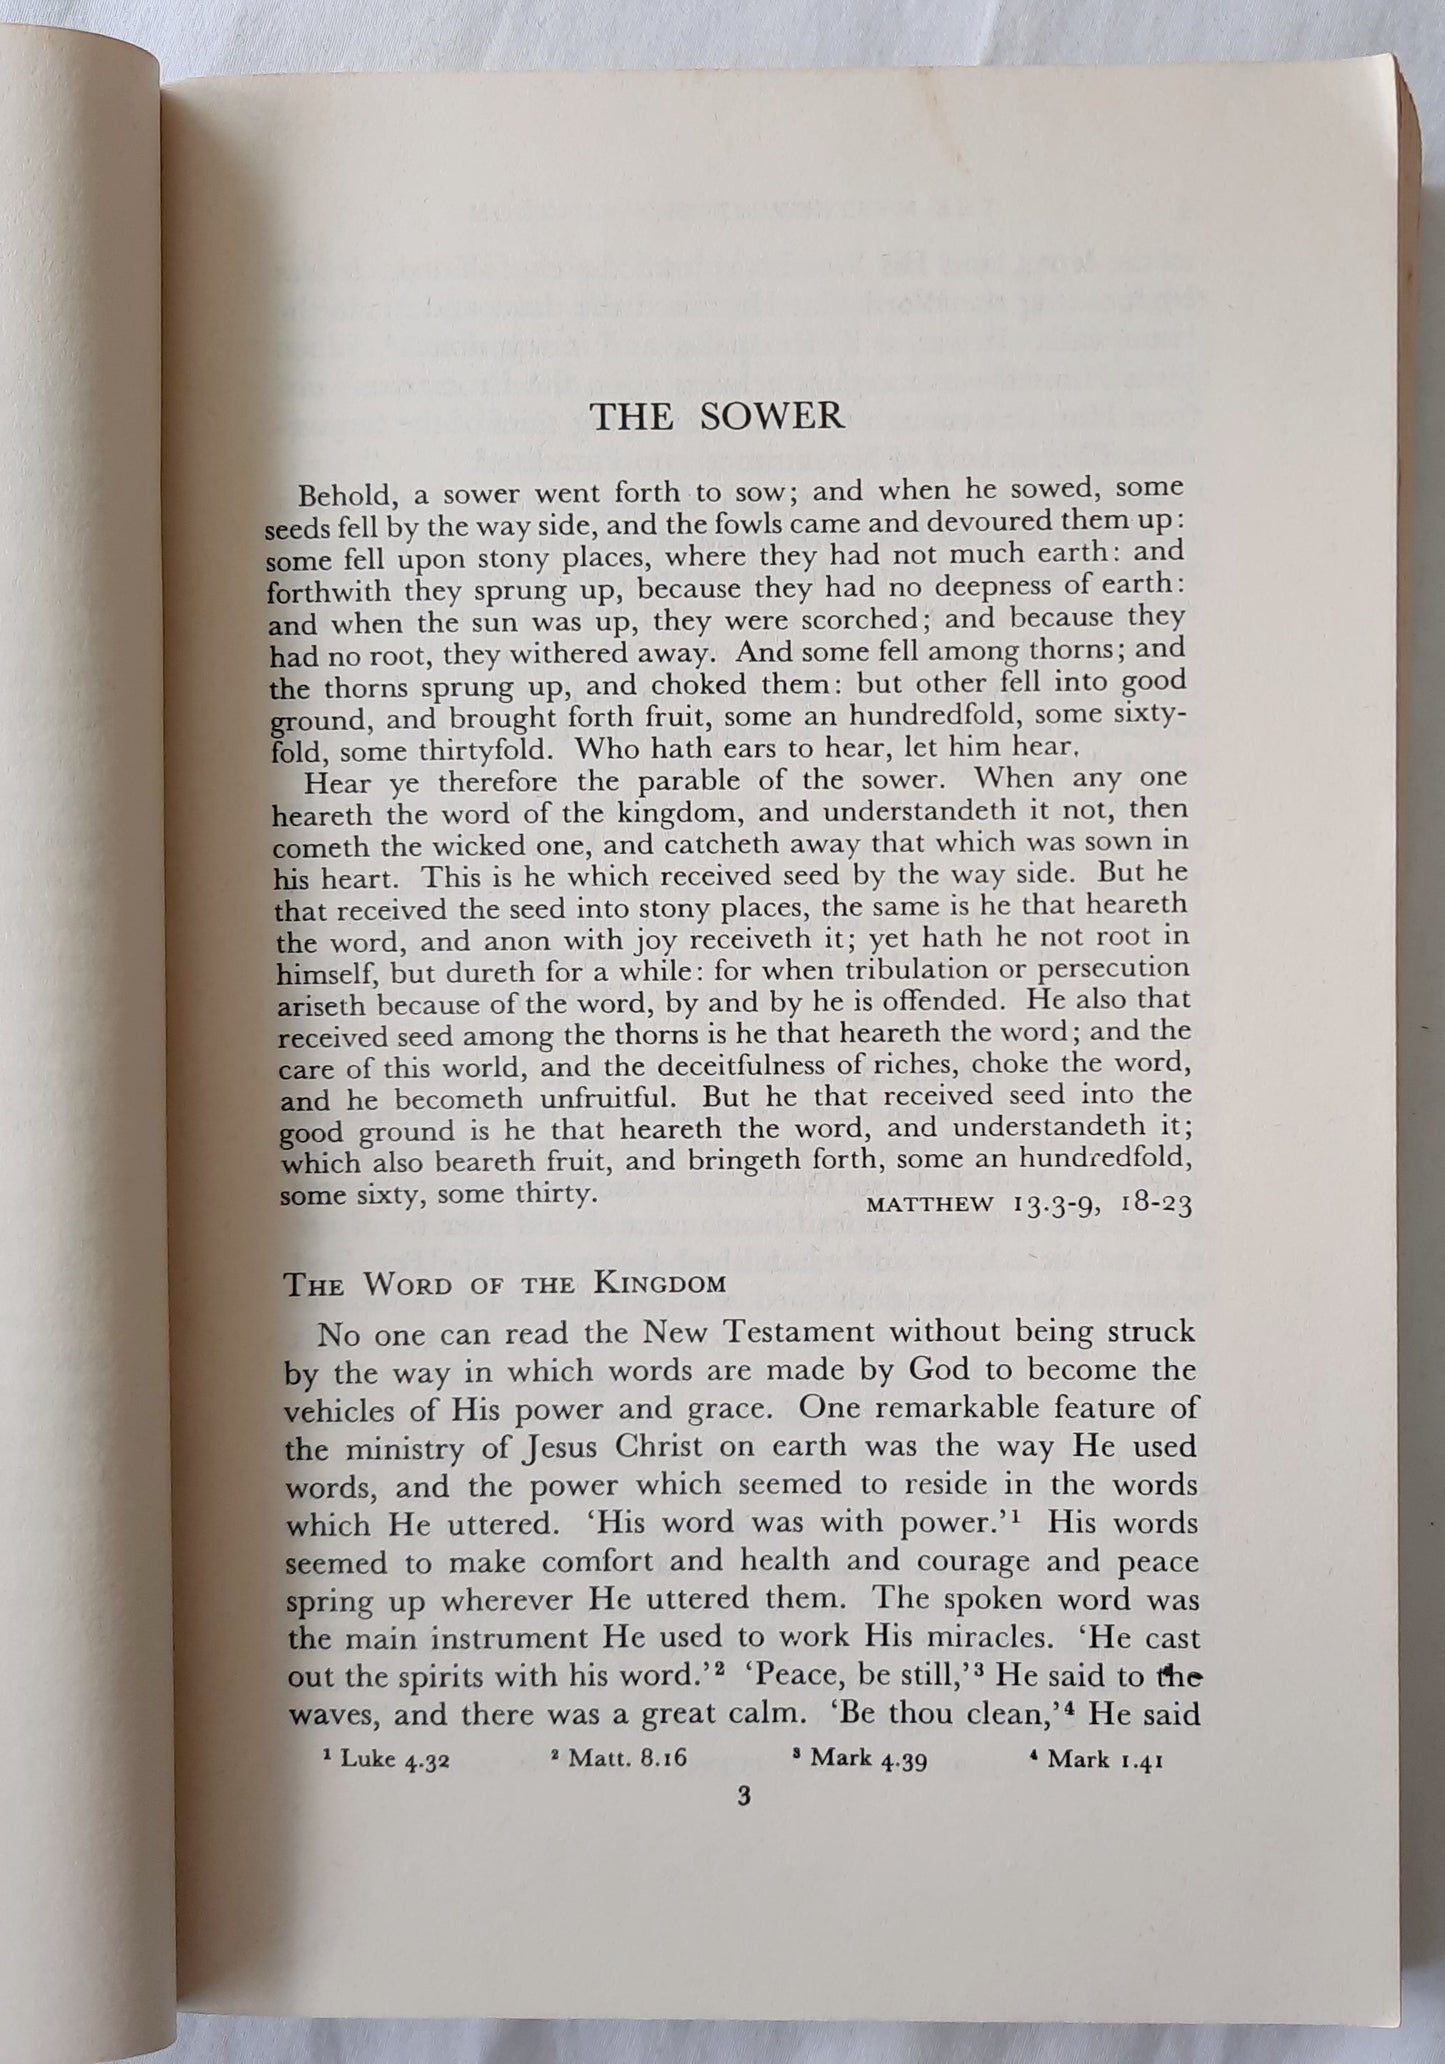 THE SOWER
Behold, a sower went forth to sow; and when he sowed, some
seeds fell by the way side, and the fowls came and devoured them up:
some fell upon stony places, where they had not much earth: and
forthwith they sprung up, because they had no deepness of earth:
and when the sun was up, they were scorched; and because they
had no root, they withered away. And some fell among thorns; and
the thorns sprung up, and choked them: but other fell into good
ground, and brought forth fruit, some an hundredfold, some sixty-
fold, some thirtyfold. Who hath ears to hear, let him hear.
Hear ye therefore the parable of the sower. When any one
heareth the word of the kingdom, and understandeth it not, then
cometh the wicked one, and catcheth away that which was sown in
his heart. This is he which received seed by the way side. But he
that received the seed into stony places, the same is he that heareth
the word, and anon with joy receiveth it; yet hath he not root in
himself, but dureth for a while: for when tribulation or persecution
ariseth because of the word, by and by he is offended. He also that
received seed among the thorns is he that heareth the word; and the
care of this world, and the deceitfulness of riches, choke the word,
and he becometh unfruitful. But he that received seed into the
good ground is he that heareth the word, and understandeth it;
which also beareth fruit, and bringeth forth, some an hundredfold,
some sixty, some thirty. MATTHEW 13.3-9, 18-23
THE WORD OF THE KINGDOM
No one can read the New Testament without being struck
by the way in which words are made by God to become the
vehicles of His power and grace. One remarkable feature of
the ministry of Jesus Christ on earth was the way He used
words, and the power which seemed to reside in the words
which He uttered. ‘His word was with power.’¹ His words
seemed to make comfort and health and courage and peace
spring up wherever He uttered them. The spoken word was
the main instrument He used to work His miracles. ‘He cast
out the spirits with his word.’² ‘Peace, be still,’³ He said to the
waves, and there was a great calm. ‘Be thou clean,’⁴ He said
¹ Luke 4.32 ² Matt. 8.16 ³ Mark 4.39 ⁴ Mark 1.41
3